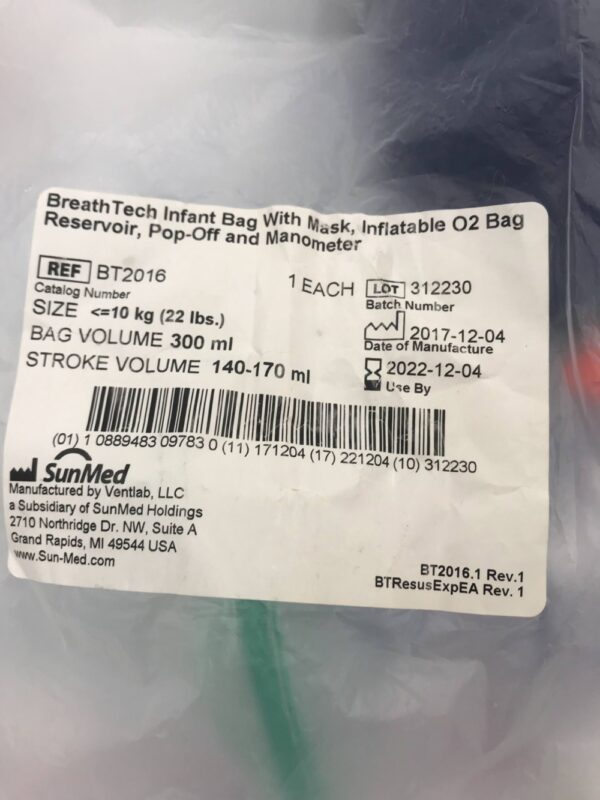 BreathTech Infant Bag With Mask, Inflatable O2 Bag
Reservoir, Pop-Off and Manometer
REF BT2016
Catalog Number
SIZE <=10 kg (22 lbs.)
BAG VOLUME 300 ml
STROKE VOLUME 140-170 ml
1 EACH
LOT 312230
Batch Number
2017-12-04
Date of Manufacture
2022-12-04
Use By
(01) 1 0889483 09783 0 (11) 171204 (17) 221204 (10) 312230
SunMed
Manufactured by Ventlab, LLC
a Subsidiary of SunMed Holdings
2710 Northridge Dr. NW, Suite A
Grand Rapids, MI 49544 USA
www.Sun-Med.com
BT2016.1 Rev.1
BTResusExpEA Rev. 1